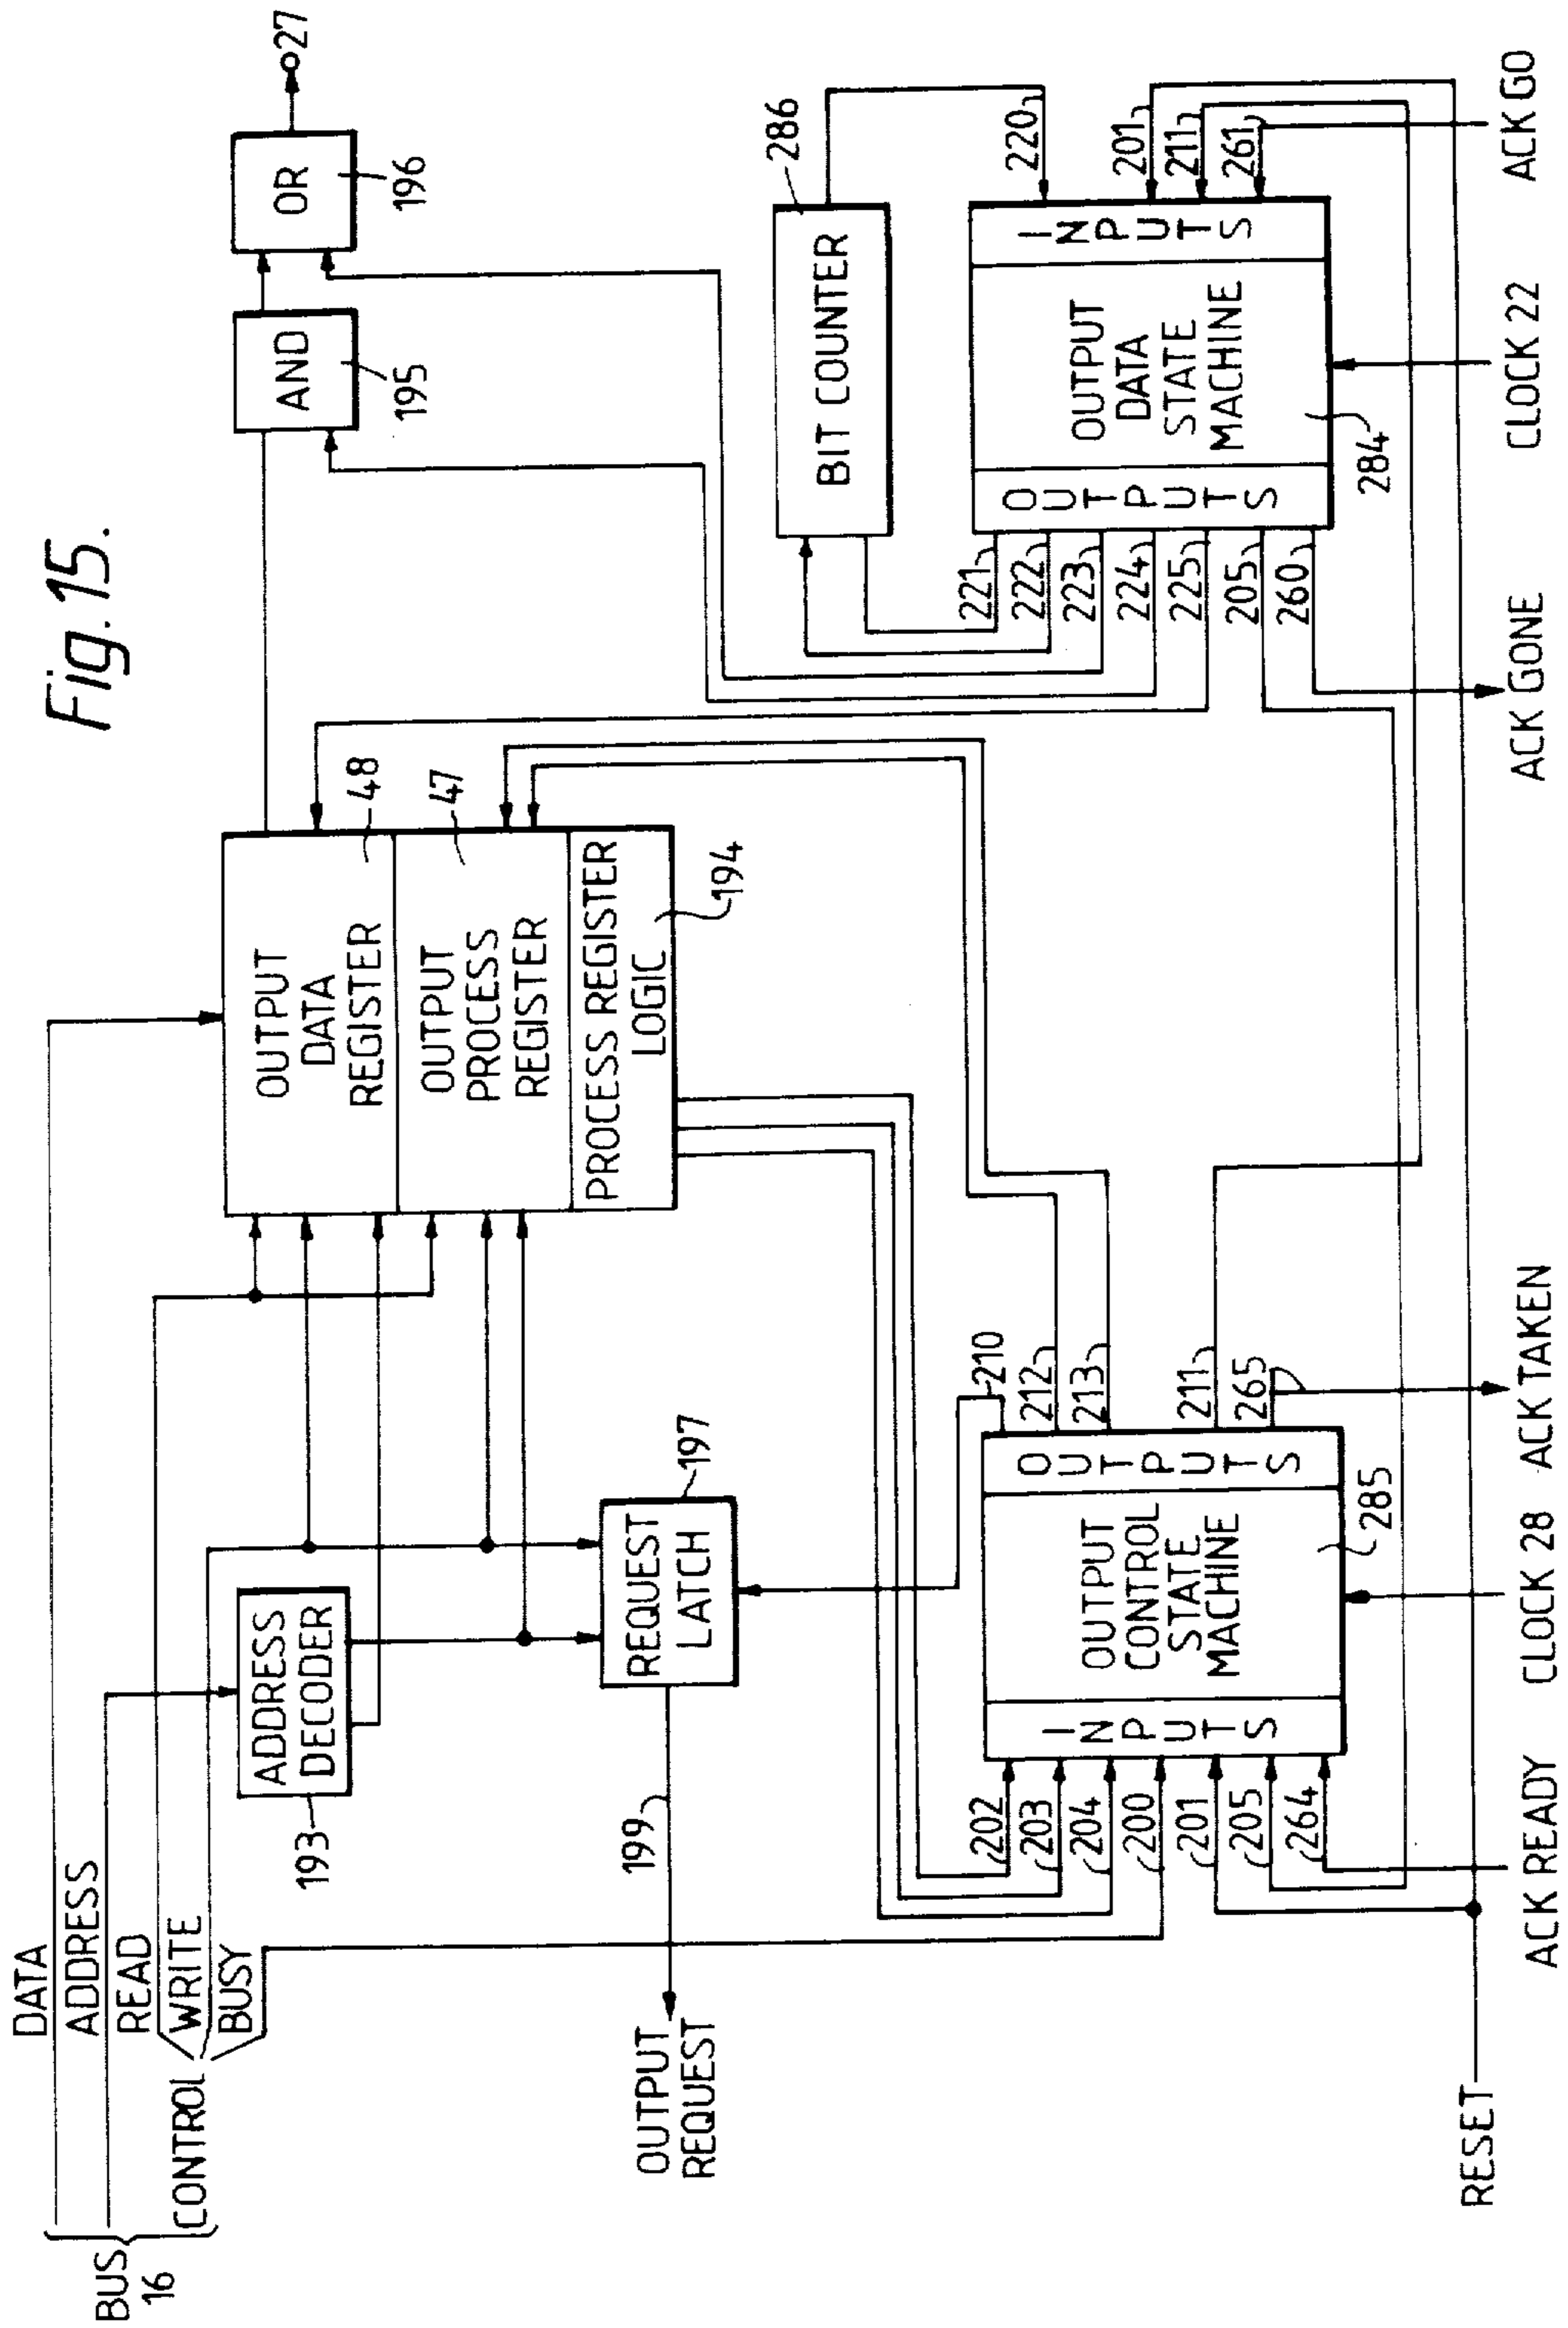 Fig. 15.
BUS
16
DATA
ADDRESS
READ
CONTROL
WRITE
BUSY
193
ADDRESS
DECODER
OUTPUT
DATA
REGISTER
48
OUTPUT
PROCESS
REGISTER
47
PROCESS REGISTER
LOGIC
194
AND
195
OR
196
27
OUTPUT
REQUEST
199
REQUEST
LATCH
197
BIT COUNTER
286
202
203
204
200
201
205
264
INPUTS
OUTPUT
CONTROL
STATE
MACHINE
OUTPUTS
285
210
212
213
211
265
221
222
223
224
225
205
260
OUTPUTS
OUTPUT
DATA
STATE
MACHINE
INPUTS
284
220
201
211
261
RESET
ACK READY
CLOCK 28
ACK TAKEN
ACK GONE
CLOCK 22
ACK GO